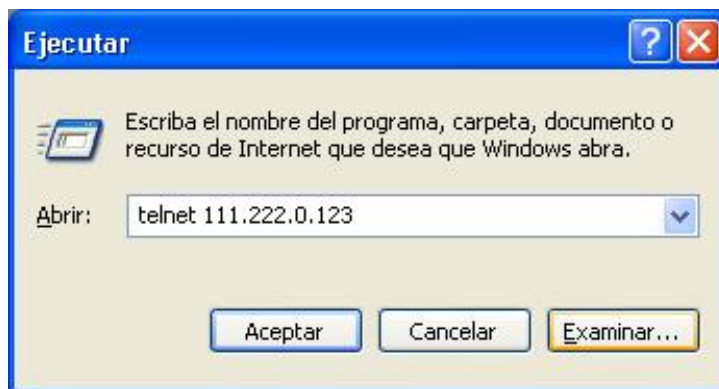 Ejecutar
Escriba el nombre del programa, carpeta, documento o
recurso de Internet que desea que Windows abra.
Abrir: telnet 111.222.0.123
Aceptar Cancelar Examinar...